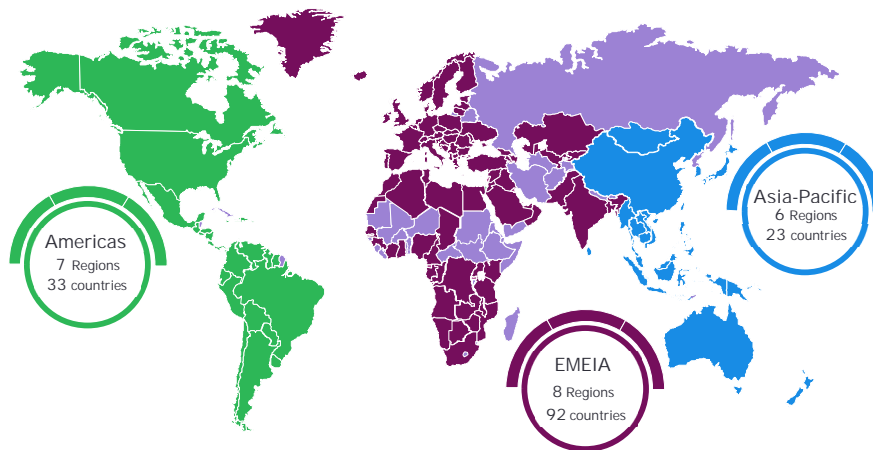 Americas
7 Regions
33 countries
Asia-Pacific
6 Regions
23 countries
EMEIA
8 Regions
92 countries